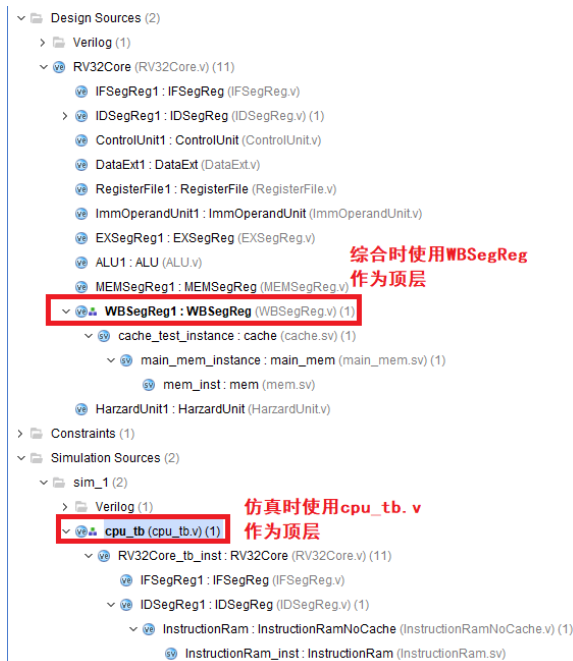 Design Sources (2)
Verilog (1)
RV32Core (RV32Core.v) (11)
IFSegReg1 : IFSegReg (IFSegReg.v)
IDSegReg1 : IDSegReg (IDSegReg.v) (1)
ControlUnit1 : ControlUnit (ControlUnit.v)
DataExt1 : DataExt (DataExt.v)
RegisterFile1 : RegisterFile (RegisterFile.v)
ImmOperandUnit1 : ImmOperandUnit (ImmOperandUnit.v)
EXSegReg1 : EXSegReg (EXSegReg.v)
综合时使用WBSegReg
ALU1 : ALU (ALU.v)
作为顶层
MEMSegReg1 : MEMSegReg (MEMSegReg.v)
WBSegReg1 : WBSegReg (WBSegReg.v) (1)
cache_test_instance : cache (cache.sv) (1)
main_mem_instance : main_mem (main_mem.sv) (1)
mem_inst : mem (mem.sv)
HarzardUnit1 : HarzardUnit (HarzardUnit.v)
Constraints (1)
Simulation Sources (2)
sim_1 (2)
Verilog (1)
仿真时使用cpu_tb.v
cpu_tb (cpu_tb.v) (1)
作为顶层
RV32Core_tb_inst : RV32Core (RV32Core.v) (11)
IFSegReg1 : IFSegReg (IFSegReg.v)
IDSegReg1 : IDSegReg (IDSegReg.v) (1)
InstructionRam : InstructionRamNoCache (InstructionRamNoCache.v) (1)
InstructionRam_inst : InstructionRam (InstructionRam.sv)